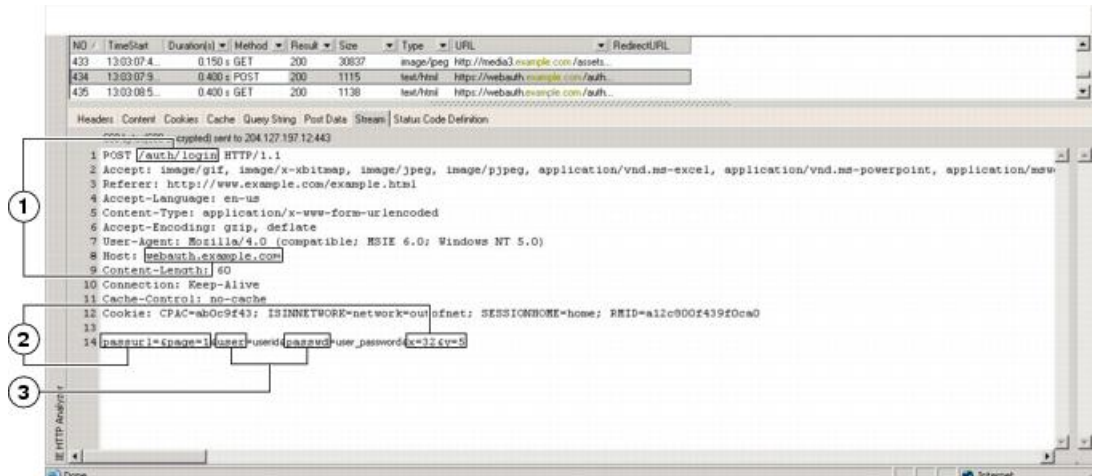 NO / TimeStart Duration(s) Method Result Size Type URL RedirectURL
433 13:03:07:4... 0.150 s GET 200 30837 image/jpeg http://media3.example.com/assets...
434 13:03:07:9... 0.400 s POST 200 1115 text/html https://webauth.example.com/auth...
435 13:03:08:5... 0.400 s GET 200 1138 text/html https://webauth.example.com/auth...
Headers Content Cookies Cache Query String Post Data Stream Status Code Definition
crypted) sent to 204.127.197.12:443
1 POST /auth/login HTTP/1.1
2 Accept: image/gif, image/x-xbitmap, image/jpeg, image/pjpeg, application/vnd.ms-excel, application/vnd.ms-powerpoint, application/msw
3 Referer: http://www.example.com/example.html
4 Accept-Language: en-us
5 Content-Type: application/x-www-form-urlencoded
6 Accept-Encoding: gzip, deflate
7 User-Agent: Mozilla/4.0 (compatible; MSIE 6.0; Windows NT 5.0)
8 Host: webauth.example.com
9 Content-Length: 60
10 Connection: Keep-Alive
11 Cache-Control: no-cache
12 Cookie: CPAC=ab0c9f43; ISINNETWORK=network=outofnet; SESSIONHOME=home; RMID=a12c800f439f0ca0
13
14 passurl=&page=1&user=userid&passwd=user_password&x=32&y=5
1
2
3
IE HTTP Analyzer
Done
Internet